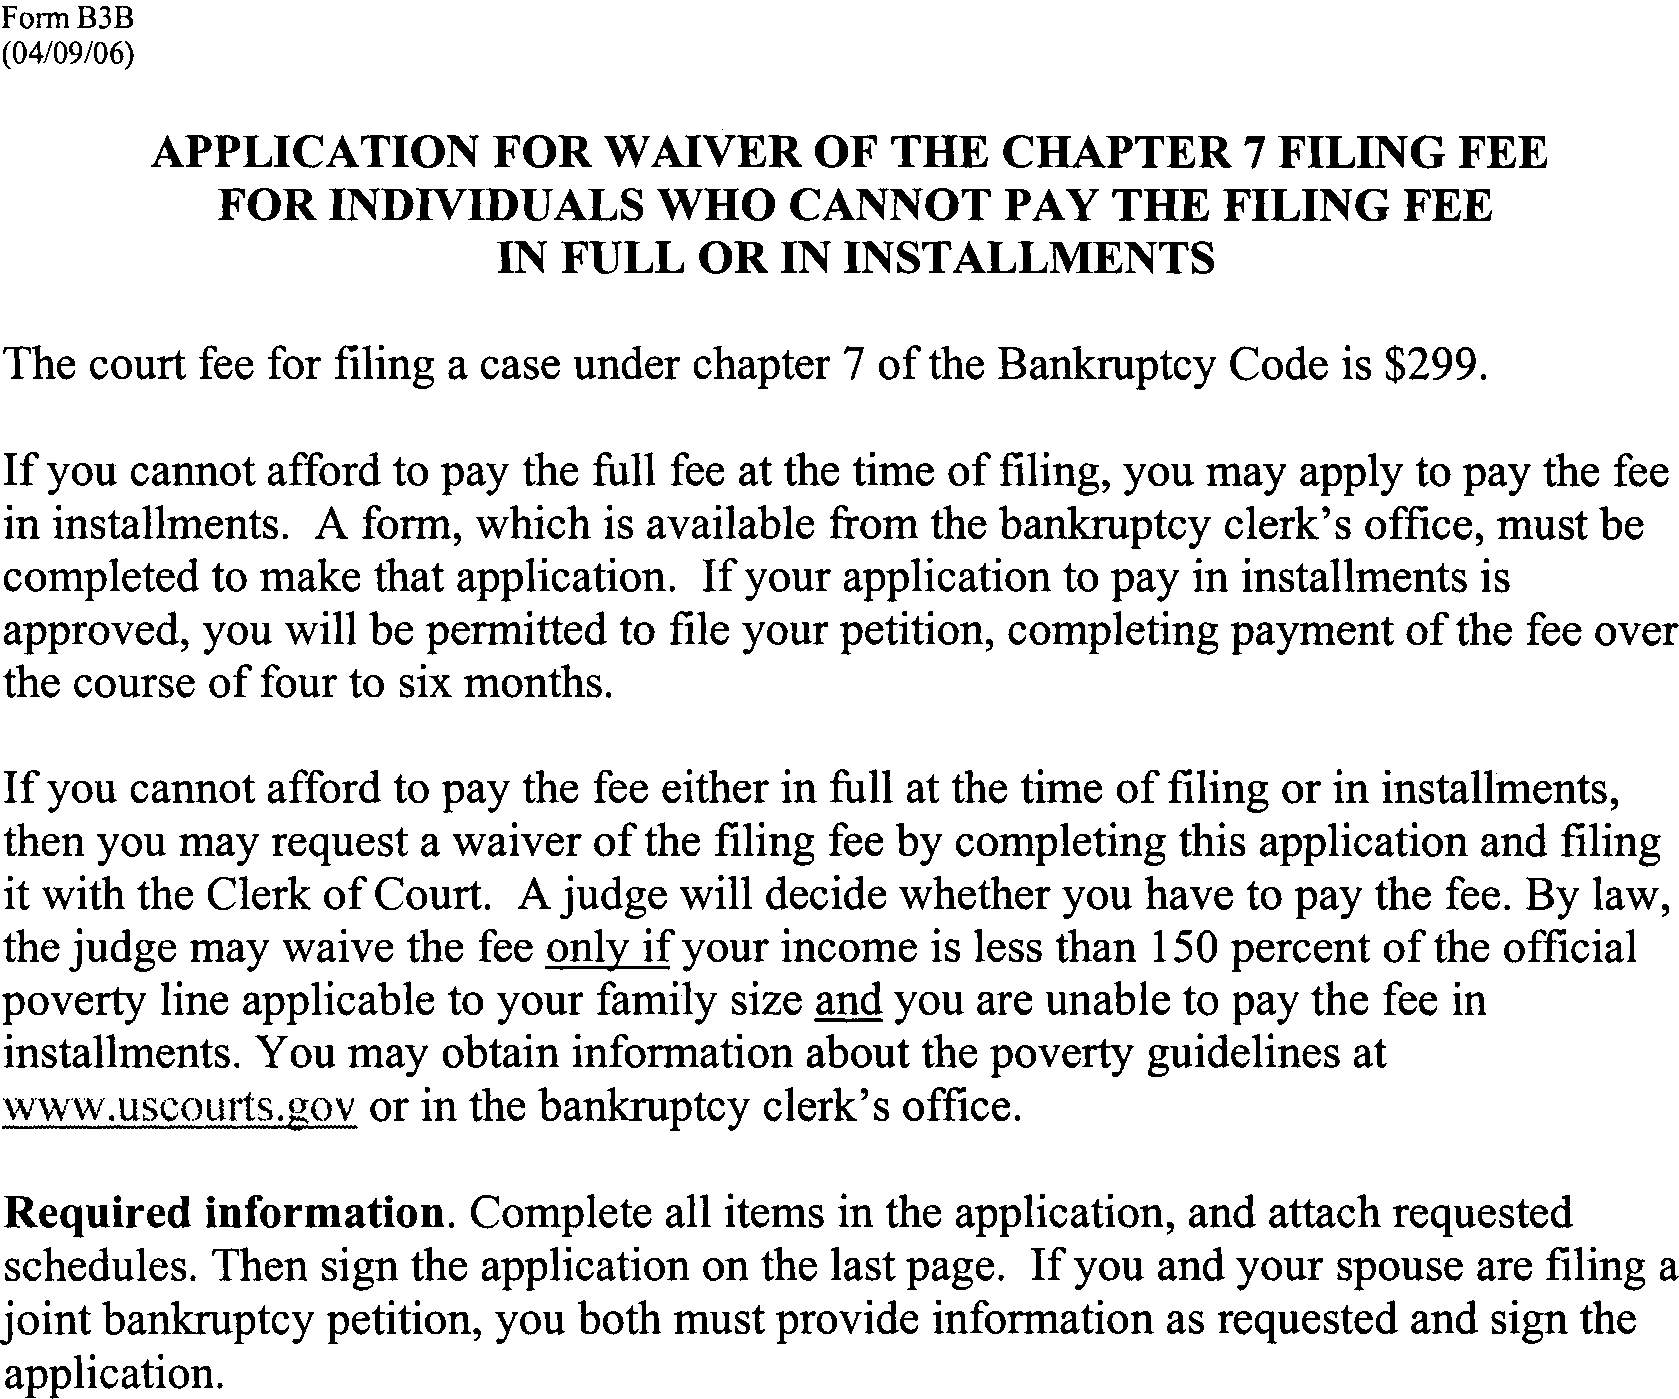 Form B3B
(04/09/06)
APPLICATION FOR WAIVER OF THE CHAPTER 7 FILING FEE
FOR INDIVIDUALS WHO CANNOT PAY THE FILING FEE
IN FULL OR IN INSTALLMENTS
The court fee for filing a case under chapter 7 of the Bankruptcy Code is $299.
If you cannot afford to pay the full fee at the time of filing, you may apply to pay the fee
in installments. A form, which is available from the bankruptcy clerk's office, must be
completed to make that application. If your application to pay in installments is
approved, you will be permitted to file your petition, completing payment of the fee over
the course of four to six months.
If you cannot afford to pay the fee either in full at the time of filing or in installments,
then you may request a waiver of the filing fee by completing this application and filing
it with the Clerk of Court. A judge will decide whether you have to pay the fee. By law,
the judge may waive the fee only if your income is less than 150 percent of the official
poverty line applicable to your family size and you are unable to pay the fee in
installments. You may obtain information about the poverty guidelines at
www.uscourts.gov or in the bankruptcy clerk's office.
Required information. Complete all items in the application, and attach requested
schedules. Then sign the application on the last page. If you and your spouse are filing a
joint bankruptcy petition, you both must provide information as requested and sign the
application.